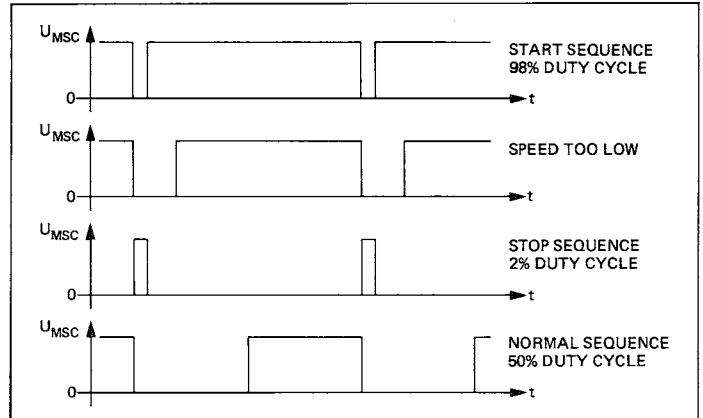 U_MSC
START SEQUENCE
98% DUTY CYCLE
0
t
U_MSC
SPEED TOO LOW
0
t
U_MSC
STOP SEQUENCE
2% DUTY CYCLE
0
t
U_MSC
NORMAL SEQUENCE
50% DUTY CYCLE
0
t